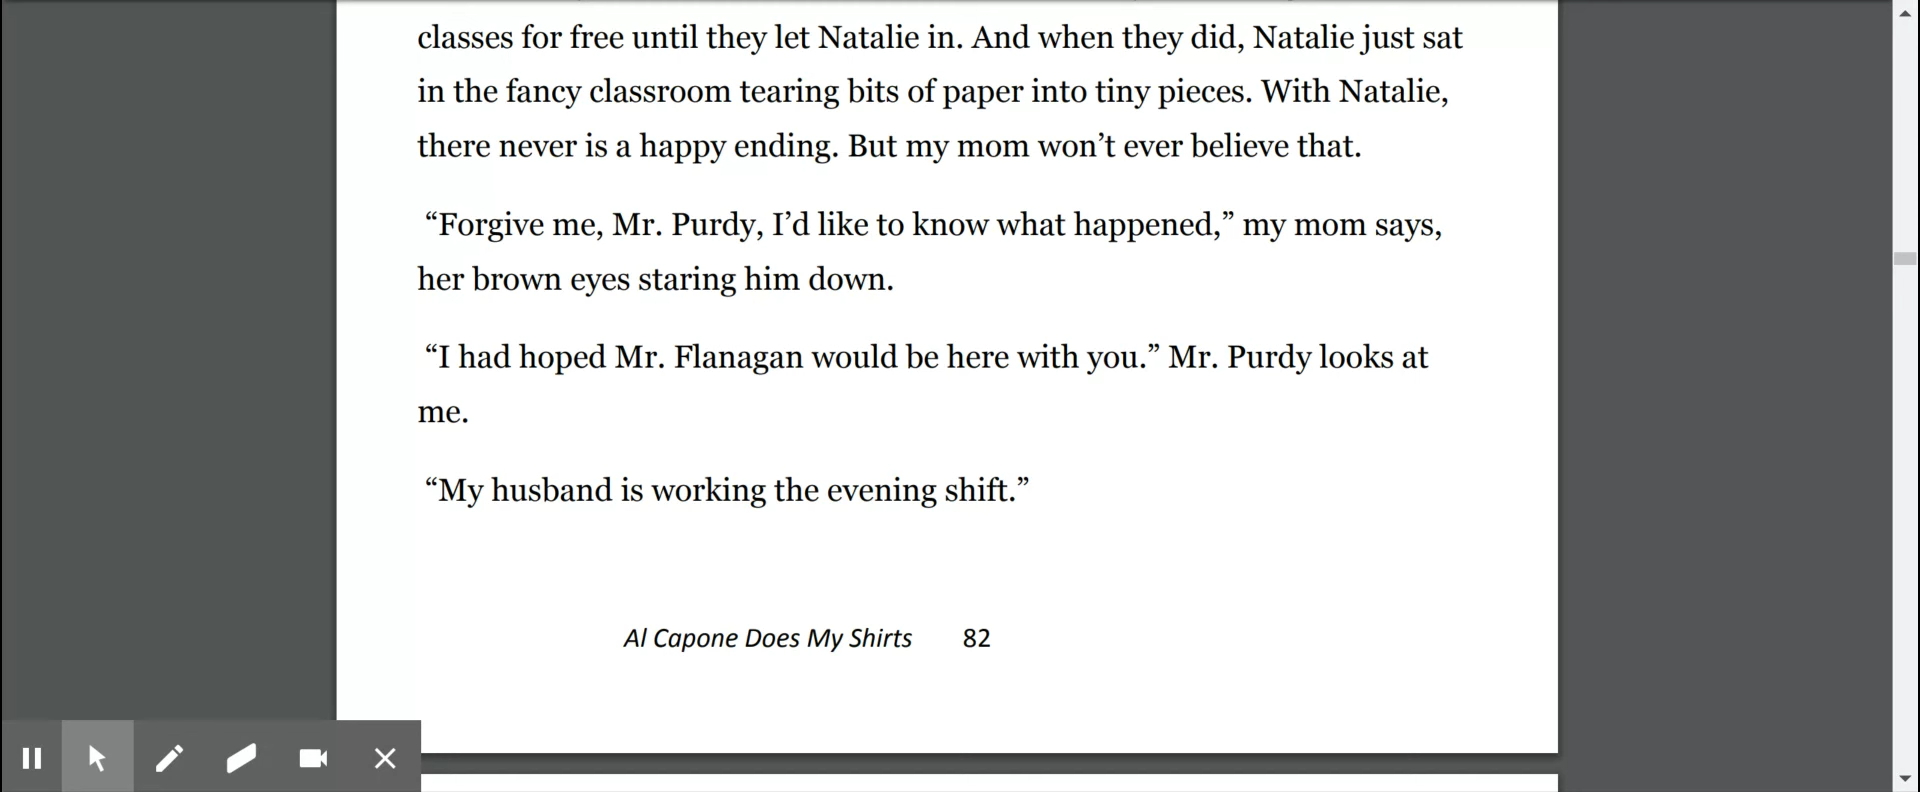 classes for free until they let Natalie in. And when they did, Natalie just sat
in the fancy classroom tearing bits of paper into tiny pieces. With Natalie,
there never is a happy ending. But my mom won’t ever believe that.
“Forgive me, Mr. Purdy, I’d like to know what happened,” my mom says,
her brown eyes staring him down.
“I had hoped Mr. Flanagan would be here with you.” Mr. Purdy looks at
me.
“My husband is working the evening shift.”
Al Capone Does My Shirts 82